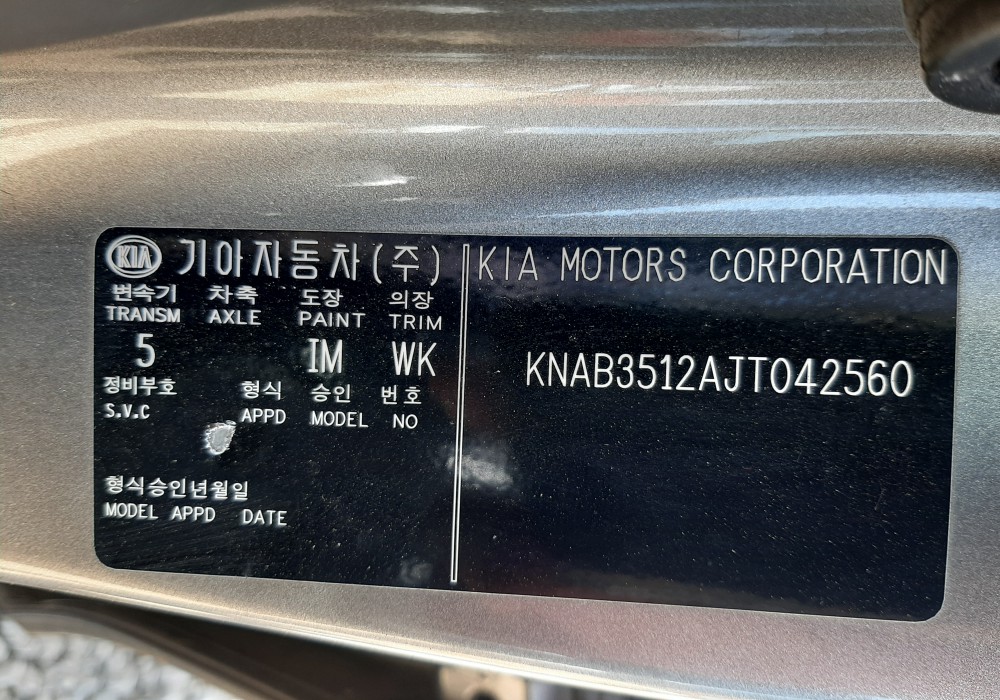 KIA 기아자동차(주)
변속기 차축 도장 의장
TRANSM AXLE PAINT TRIM
5 IM WK
정비부호 형식 승인 번호
S.V.C APPD MODEL NO
형식승인년월일
MODEL APPD DATE
KIA MOTORS CORPORATION
KNAB3512AJT042560